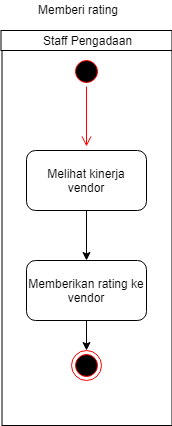 Memberi rating
Staff Pengadaan
Melihat kinerja
vendor
Memberikan rating ke
vendor